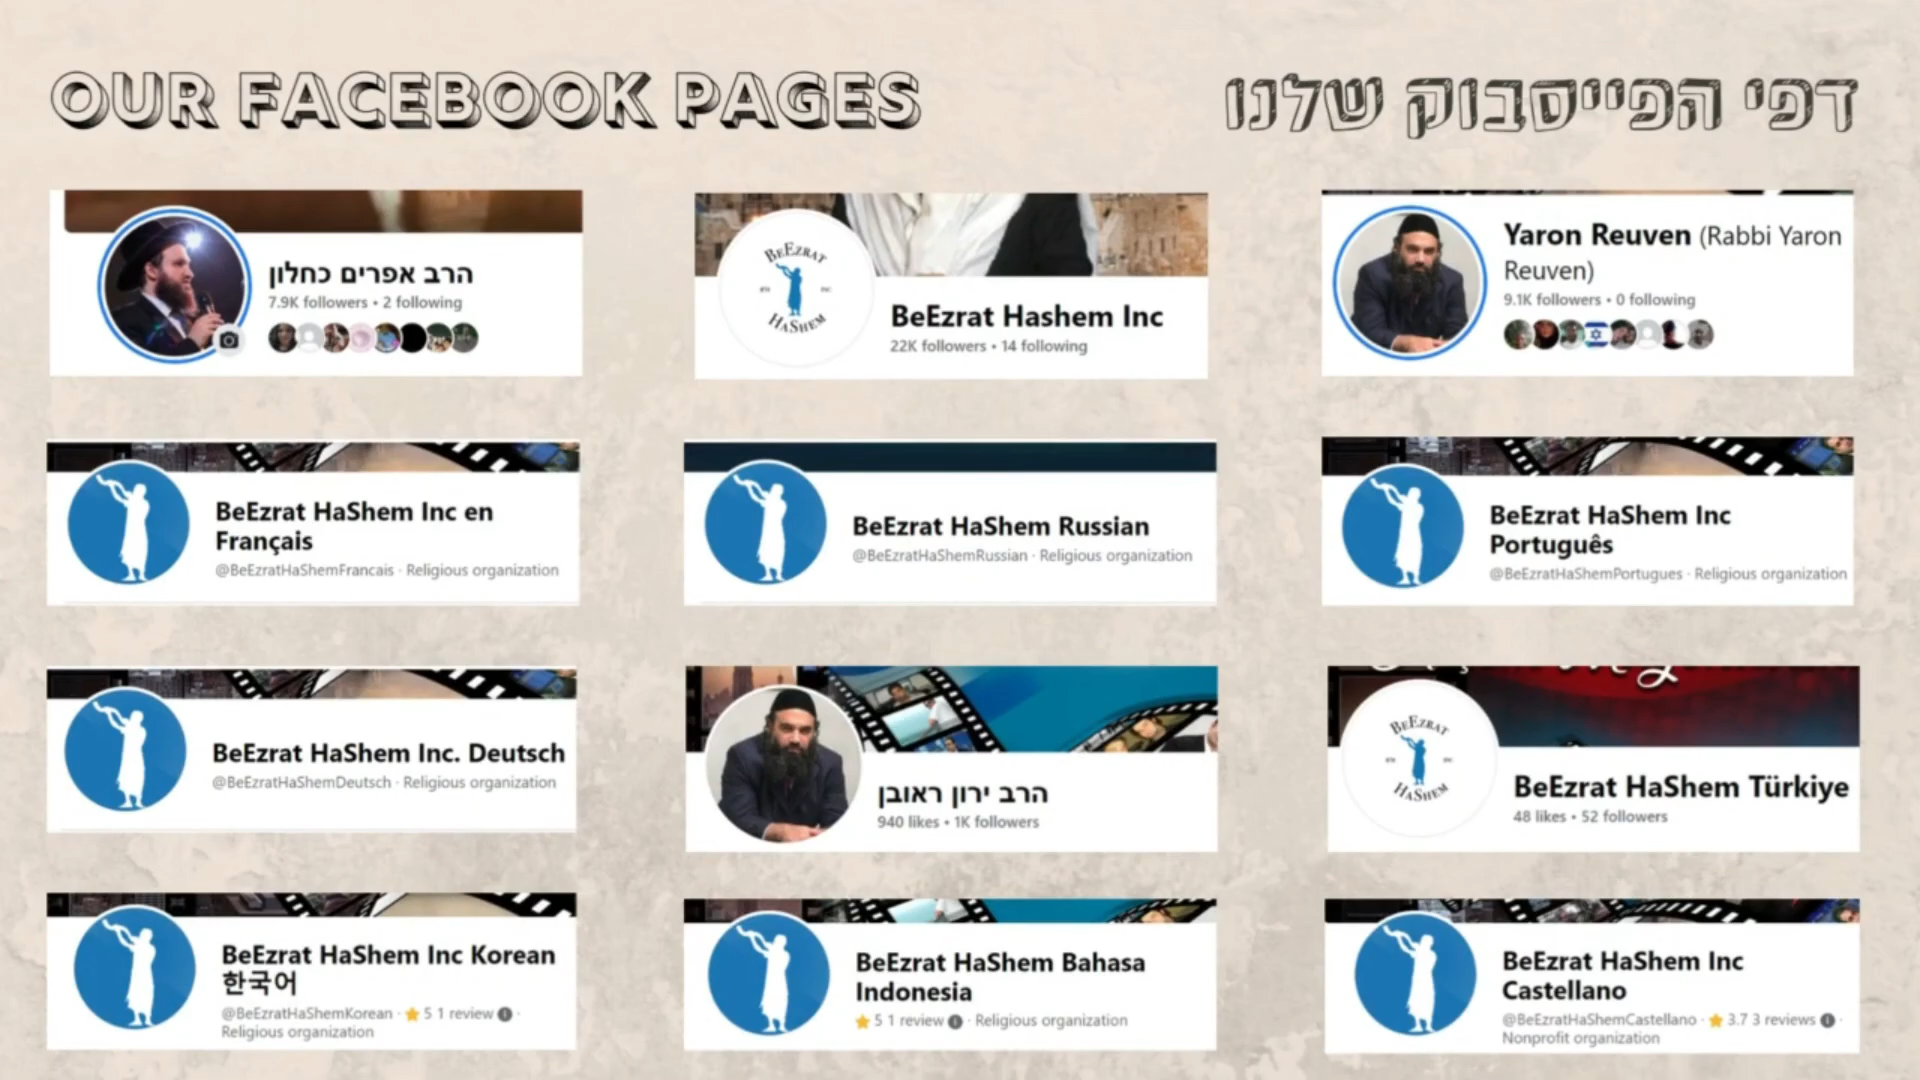 OUR FACEBOOK PAGES
דפי הפייסבוק שלנו
הרב אפרים כחלון
7.9K followers • 2 following
BEEZRAT
HASHEM
BeEzrat Hashem Inc
22K followers • 14 following
Yaron Reuven (Rabbi Yaron
Reuven)
9.1K followers • 0 following
BeEzrat HaShem Inc en
Français
@BeEzratHaShemFrancais · Religious organization
BeEzrat HaShem Russian
@BeEzratHaShemRussian · Religious organization
BeEzrat HaShem Inc
Português
@BeEzratHaShemPortugues · Religious organization
BeEzrat HaShem Inc. Deutsch
@BeEzratHaShemDeutsch · Religious organization
הרב ירון ראובן
940 likes • 1K followers
BEEZRAT
HASHEM
BeEzrat HaShem Türkiye
48 likes • 52 followers
BeEzrat HaShem Inc Korean
한국어
@BeEzratHaShemKorean · 5 1 review ·
Religious organization
BeEzrat HaShem Bahasa
Indonesia
5 1 review · Religious organization
BeEzrat HaShem Inc
Castellano
@BeEzratHaShemCastellano · 3.7 3 reviews ·
Nonprofit organization